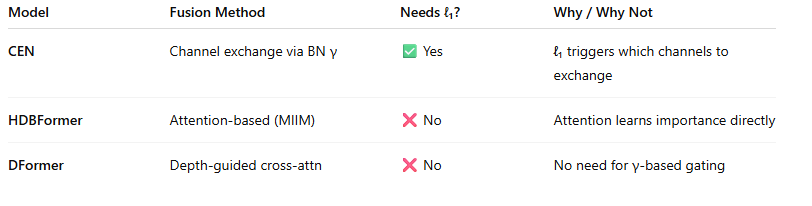 Model Fusion Method Needs ℓ₁? Why / Why Not
CEN Channel exchange via BN γ ✅ Yes ℓ₁ triggers which channels to
exchange
HDBFormer Attention-based (MIIM) ❌ No Attention learns importance directly
DFormer Depth-guided cross-attn ❌ No No need for γ-based gating